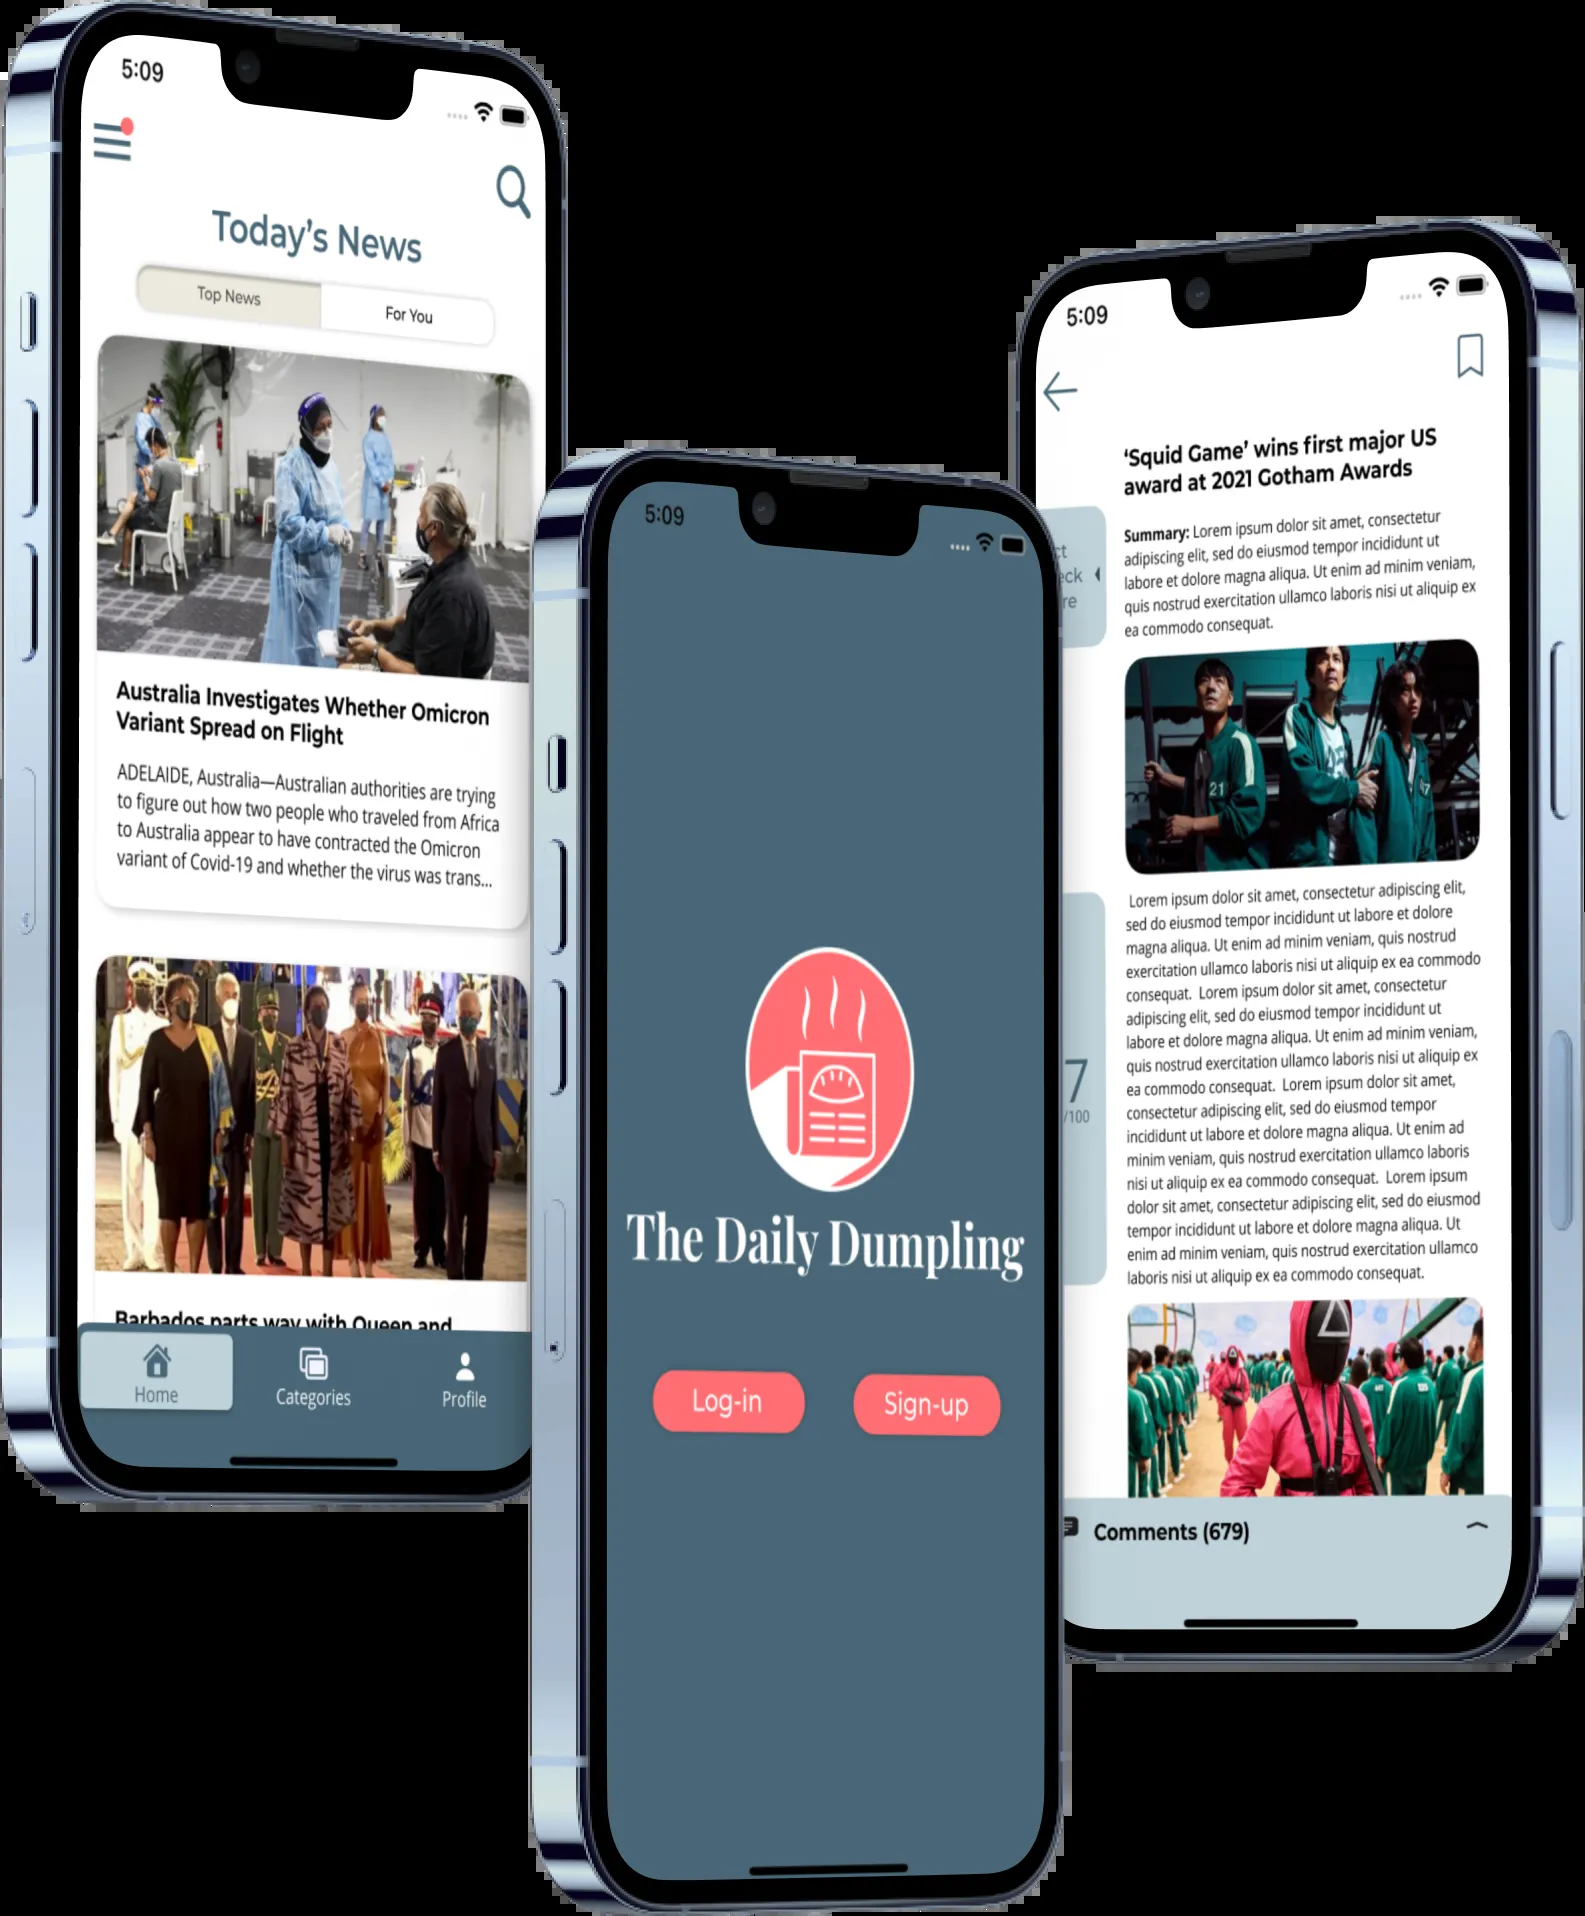 5:09
Today's News
Top News
For You
Australia Investigates Whether Omicron
Variant Spread on Flight
ADELAIDE, Australia—Australian authorities are trying
to figure out how two people who traveled from Africa
to Australia appear to have contracted the Omicron
variant of Covid-19 and whether the virus was trans...
Barbados parts way with Queen and
Home
Categories
Profile
5:09
The Daily Dumpling
Log-in
Sign-up
5:09
‘Squid Game’ wins first major US
award at 2021 Gotham Awards
Summary: Lorem ipsum dolor sit amet, consectetur
adipiscing elit, sed do eiusmod tempor incididunt ut
labore et dolore magna aliqua. Ut enim ad minim veniam,
quis nostrud exercitation ullamco laboris nisi ut aliquip ex
ea commodo consequat.
ct
eck
re
21
Lorem ipsum dolor sit amet, consectetur adipiscing elit,
sed do eiusmod tempor incididunt ut labore et dolore
magna aliqua. Ut enim ad minim veniam, quis nostrud
exercitation ullamco laboris nisi ut aliquip ex ea commodo
consequat. Lorem ipsum dolor sit amet, consectetur
adipiscing elit, sed do eiusmod tempor incididunt ut
labore et dolore magna aliqua. Ut enim ad minim veniam,
quis nostrud exercitation ullamco laboris nisi ut aliquip ex
ea commodo consequat. Lorem ipsum dolor sit amet,
consectetur adipiscing elit, sed do eiusmod tempor
incididunt ut labore et dolore magna aliqua. Ut enim ad
minim veniam, quis nostrud exercitation ullamco laboris
nisi ut aliquip ex ea commodo consequat. Lorem ipsum
dolor sit amet, consectetur adipiscing elit, sed do eiusmod
tempor incididunt ut labore et dolore magna aliqua. Ut
enim ad minim veniam, quis nostrud exercitation ullamco
laboris nisi ut aliquip ex ea commodo consequat.
7
/100
Comments (679)